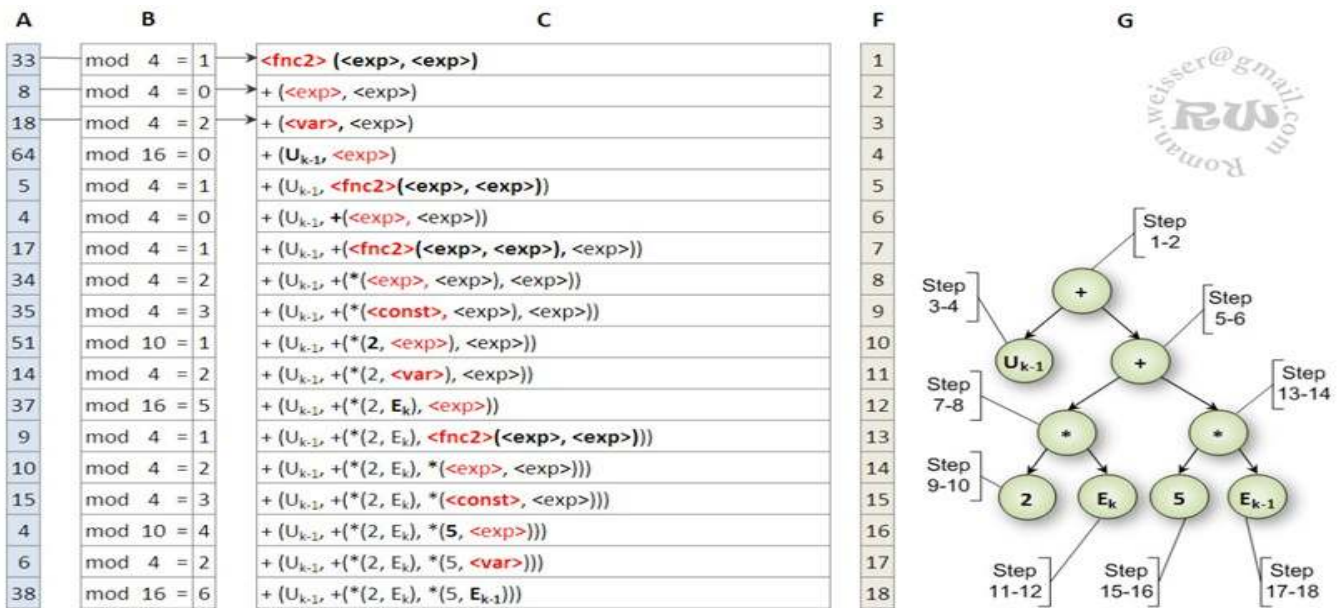 A B C F G
33 mod 4 = 1 <fnc2> (<exp>, <exp>) 1
8 mod 4 = 0 + (<exp>, <exp>) 2
18 mod 4 = 2 + (<var>, <exp>) 3
64 mod 16 = 0 + (Uk-1, <exp>) 4
5 mod 4 = 1 + (Uk-1, <fnc2>(<exp>, <exp>)) 5
4 mod 4 = 0 + (Uk-1, +(<exp>, <exp>)) 6
17 mod 4 = 1 + (Uk-1, +(<fnc2>(<exp>, <exp>), <exp>)) 7
34 mod 4 = 2 + (Uk-1, +(*(<exp>, <exp>), <exp>)) 8
35 mod 4 = 3 + (Uk-1, +(*(<const>, <exp>), <exp>)) 9
51 mod 10 = 1 + (Uk-1, +(*(2, <exp>), <exp>)) 10
14 mod 4 = 2 + (Uk-1, +(*(2, <var>), <exp>)) 11
37 mod 16 = 5 + (Uk-1, +(*(2, Ek), <exp>)) 12
9 mod 4 = 1 + (Uk-1, +(*(2, Ek), <fnc2>(<exp>, <exp>))) 13
10 mod 4 = 2 + (Uk-1, +(*(2, Ek), *(<exp>, <exp>))) 14
15 mod 4 = 3 + (Uk-1, +(*(2, Ek), *(<const>, <exp>))) 15
4 mod 10 = 4 + (Uk-1, +(*(2, Ek), *(5, <exp>))) 16
6 mod 4 = 2 + (Uk-1, +(*(2, Ek), *(5, <var>))) 17
38 mod 16 = 6 + (Uk-1, +(*(2, Ek), *(5, Ek-1))) 18
Roman.weisser@gmail.com
RW
Step
1-2
+
Step
3-4
Step
5-6
Uk-1
+
Step
7-8
Step
13-14
*
*
Step
9-10
2
Ek
5
Ek-1
Step
11-12
Step
15-16
Step
17-18